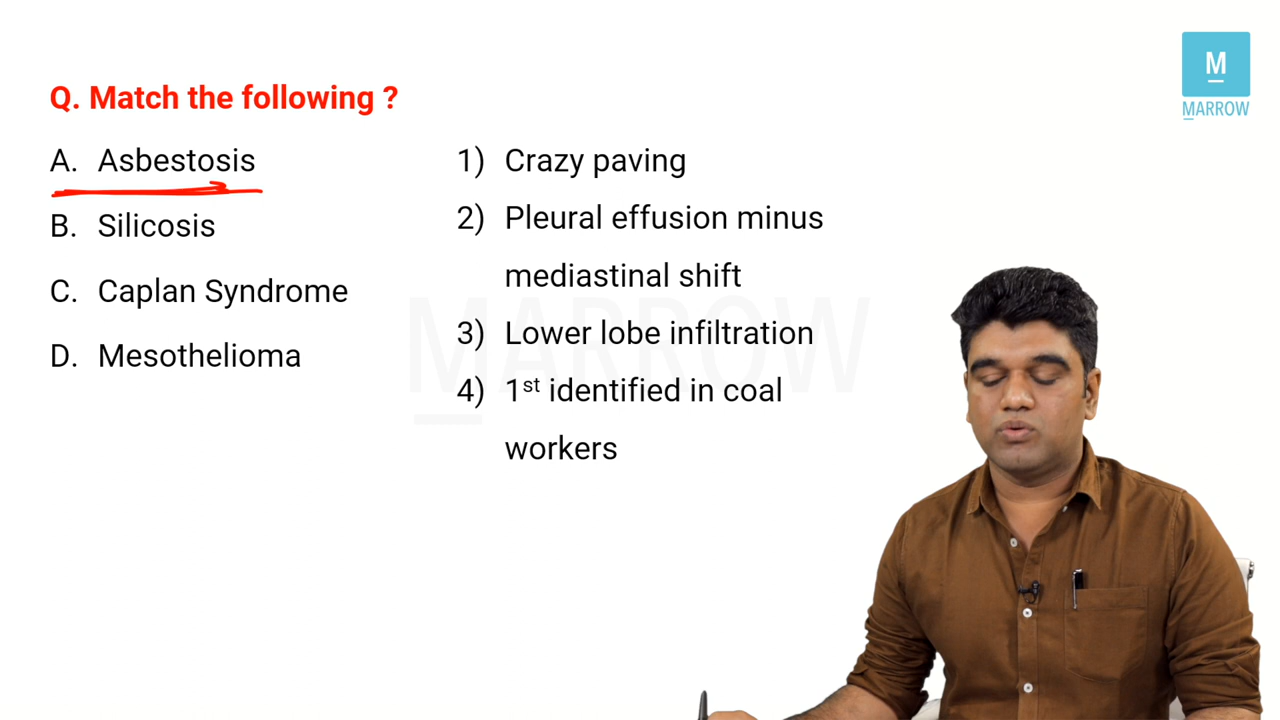 M
MARROW
Q. Match the following ?
A. Asbestosis
B. Silicosis
C. Caplan Syndrome
D. Mesothelioma
1) Crazy paving
2) Pleural effusion minus
mediastinal shift
3) Lower lobe infiltration
4) 1st identified in coal
workers
MARROW